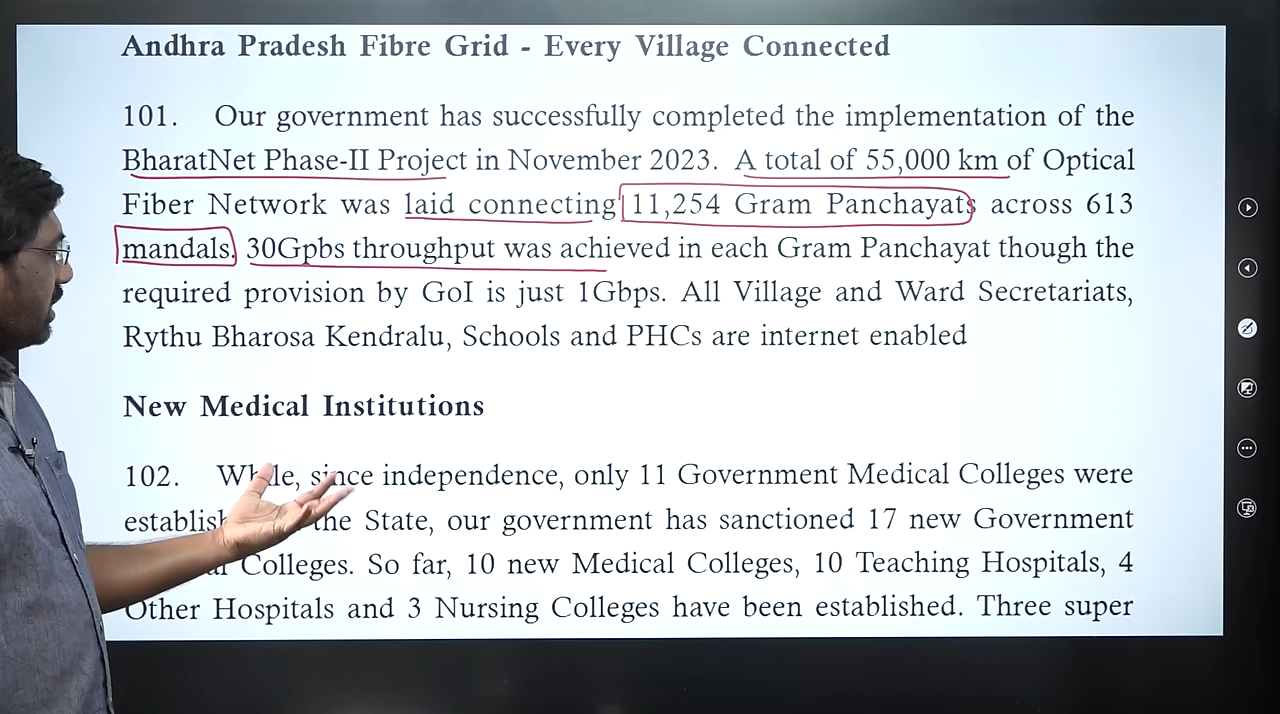 Andhra Pradesh Fibre Grid - Every Village Connected
101. Our government has successfully completed the implementation of the
BharatNet Phase-II Project in November 2023. A total of 55,000 km of Optical
Fiber Network was laid connecting 11,254 Gram Panchayats across 613
mandals. 30Gpbs throughput was achieved in each Gram Panchayat though the
required provision by GoI is just 1Gbps. All Village and Ward Secretariats,
Rythu Bharosa Kendralu, Schools and PHCs are internet enabled
New Medical Institutions
102. While, since independence, only 11 Government Medical Colleges were
the State, our government has sanctioned 17 new Government
Colleges. So far, 10 new Medical Colleges, 10 Teaching Hospitals, 4
Other Hospitals and 3 Nursing Colleges have been established. Three super